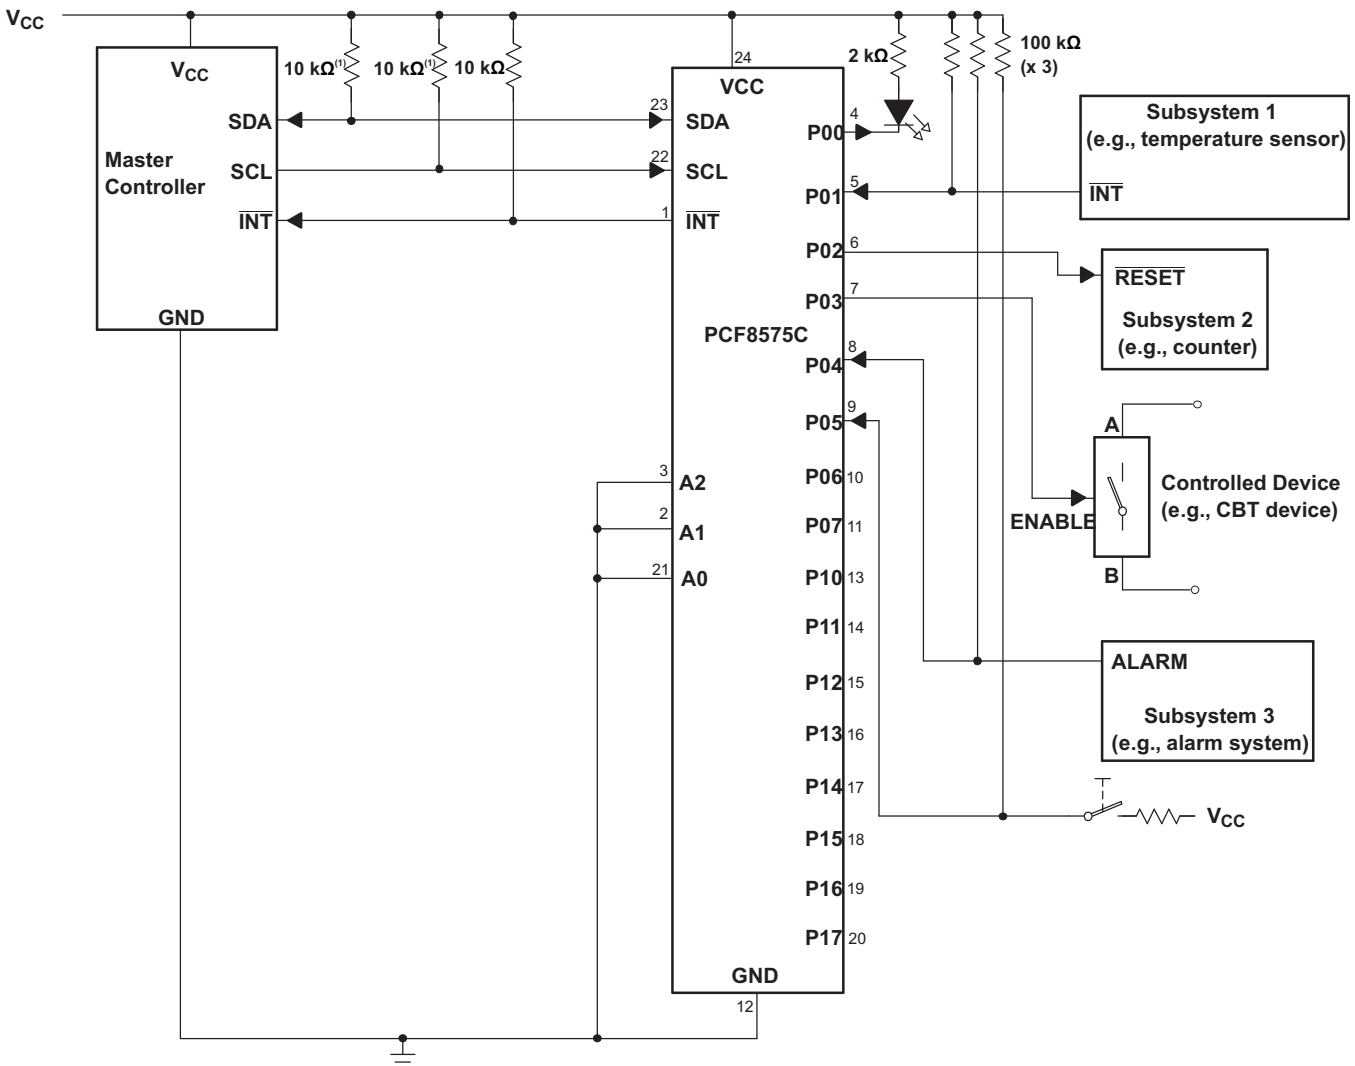 VCC
10 kΩ(1)
10 kΩ(1)
10 kΩ
24
2 kΩ
100 kΩ
(x 3)
VCC
SDA
Master
Controller
SCL
INT
GND
23
22
1
VCC
SDA
SCL
INT
PCF8575C
3
A2
2
A1
21
A0
GND
12
P00
4
P01
5
P02
6
P03
7
P04
8
P05
9
P06
10
P07
11
P10
13
P11
14
P12
15
P13
16
P14
17
P15
18
P16
19
P17
20
Subsystem 1
(e.g., temperature sensor)
INT
RESET
Subsystem 2
(e.g., counter)
A
Controlled Device
(e.g., CBT device)
ENABLE
B
ALARM
Subsystem 3
(e.g., alarm system)
VCC